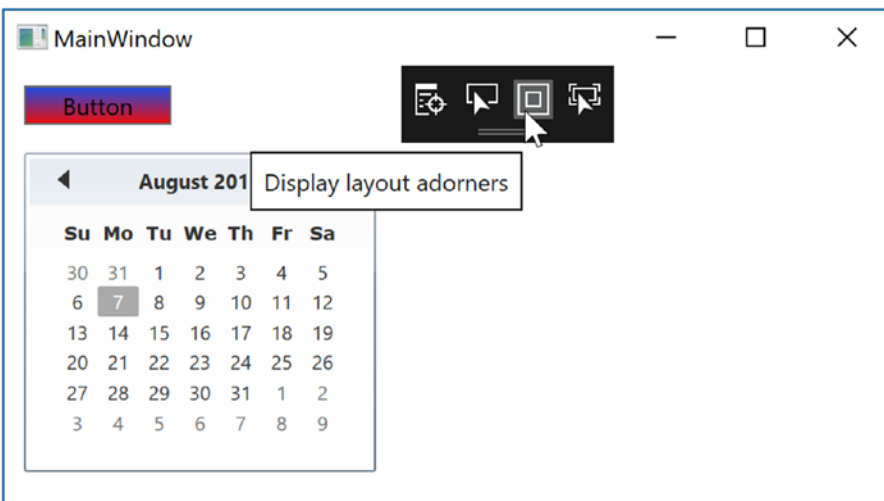 MainWindow
Button
August 201
Display layout adorners
Su Mo Tu We Th Fr Sa
30 31 1 2 3 4 5
6 7 8 9 10 11 12
13 14 15 16 17 18 19
20 21 22 23 24 25 26
27 28 29 30 31 1 2
3 4 5 6 7 8 9